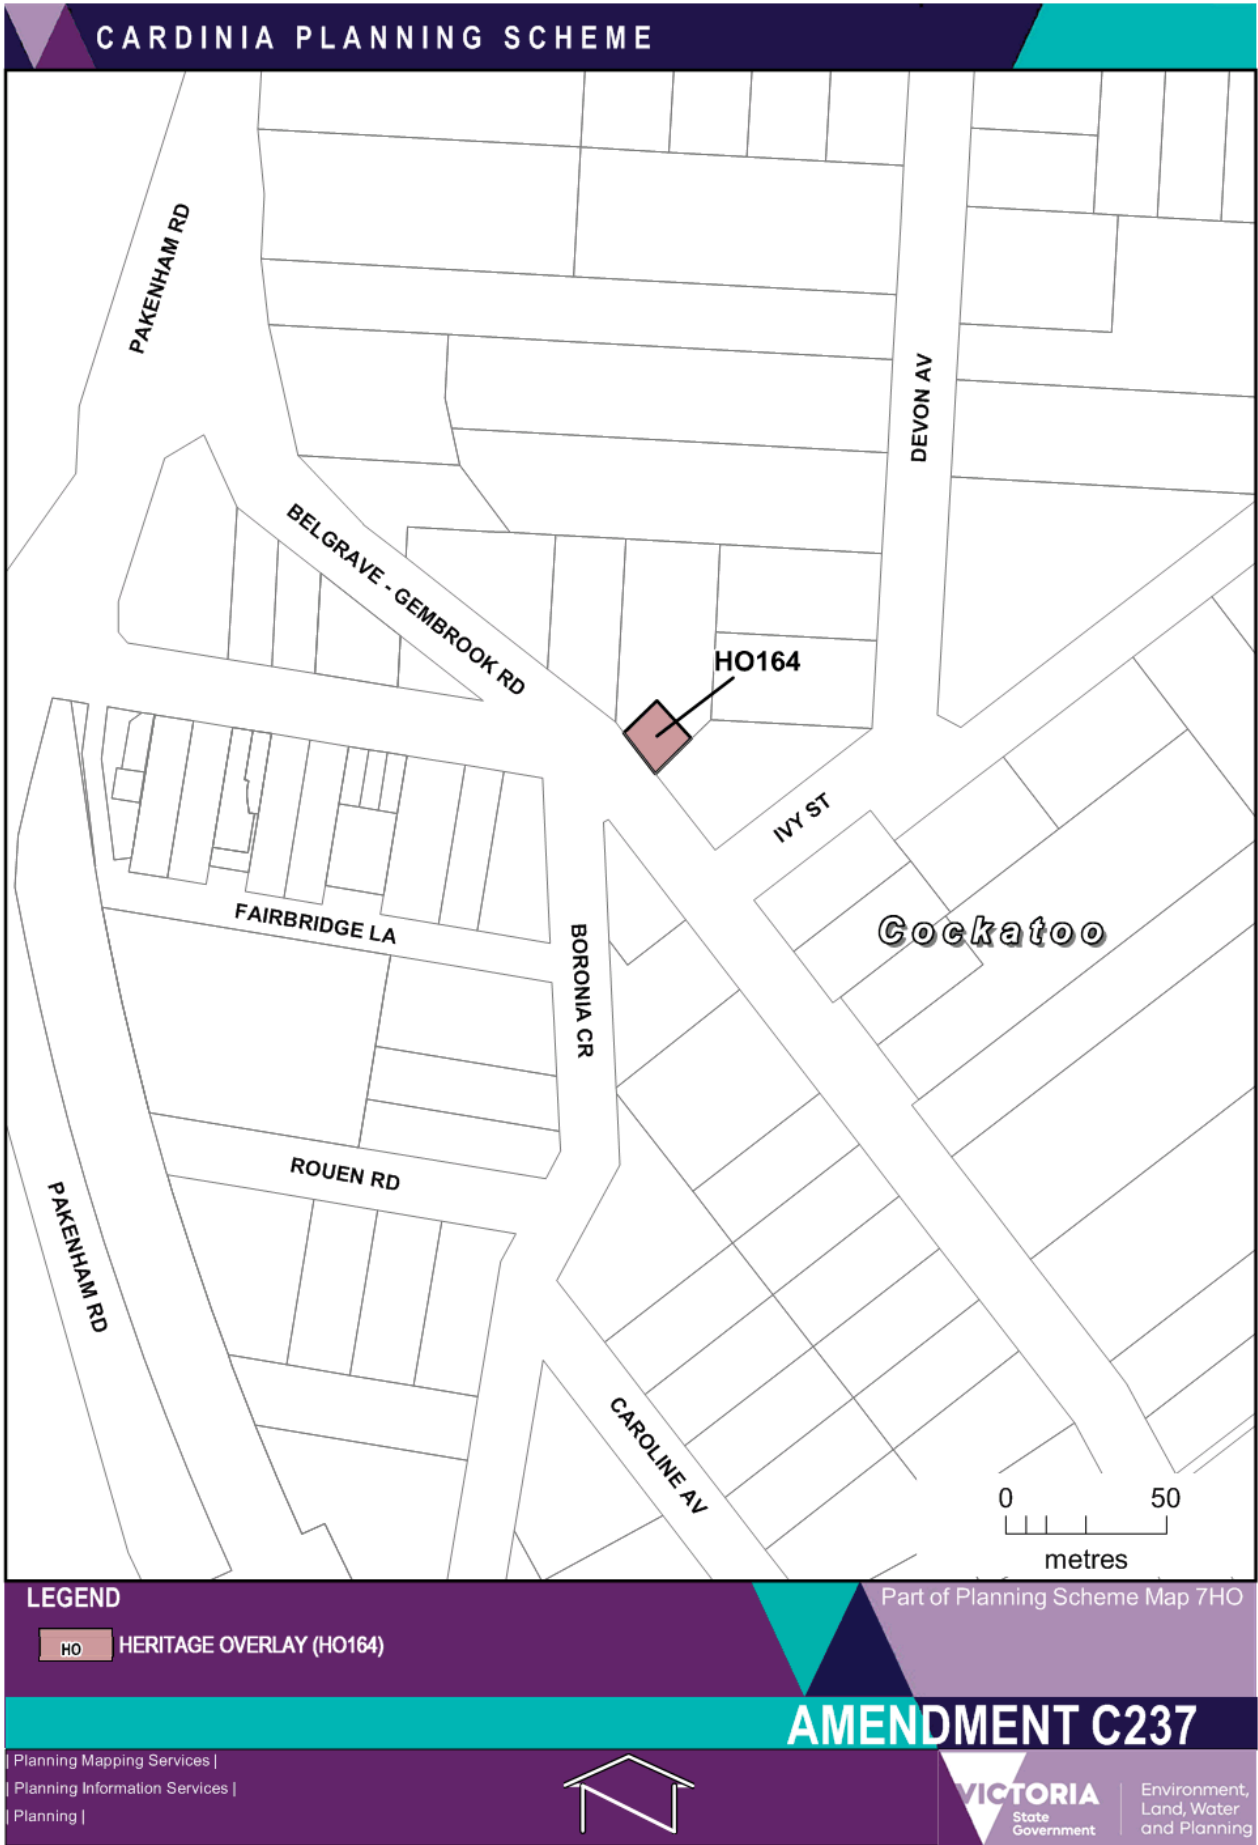 CARDINIA PLANNING SCHEME
PAKENHAM RD
DEVON AV
BELGRAVE - GEMBROOK RD
HO164
IVY ST
FAIRBRIDGE LA
Cockatoo
BORONIA CR
ROUEN RD
PAKENHAM RD
CAROLINE AV
0 50
metres
LEGEND
Part of Planning Scheme Map 7HO
HO HERITAGE OVERLAY (HO164)
AMENDMENT C237
| Planning Mapping Services |
| Planning Information Services |
| Planning |
VICTORIA
State
Government
Environment,
Land, Water
and Planning